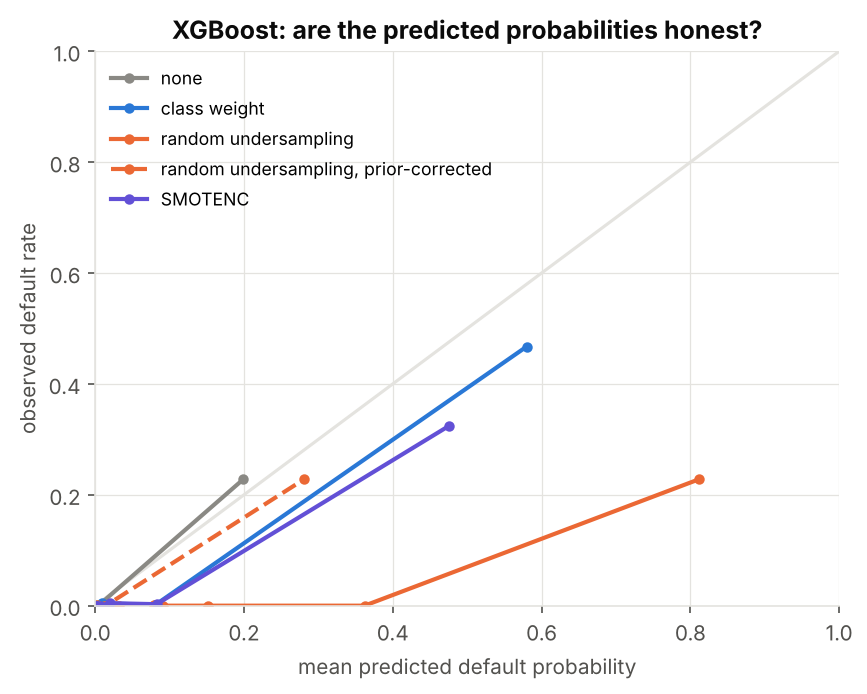 XGBoost: are the predicted probabilities honest?
none
class weight
random undersampling
random undersampling, prior-corrected
SMOTENC
observed default rate
1.0
0.8
0.6
0.4
0.2
0.0
0.0 0.2 0.4 0.6 0.8 1.0
mean predicted default probability